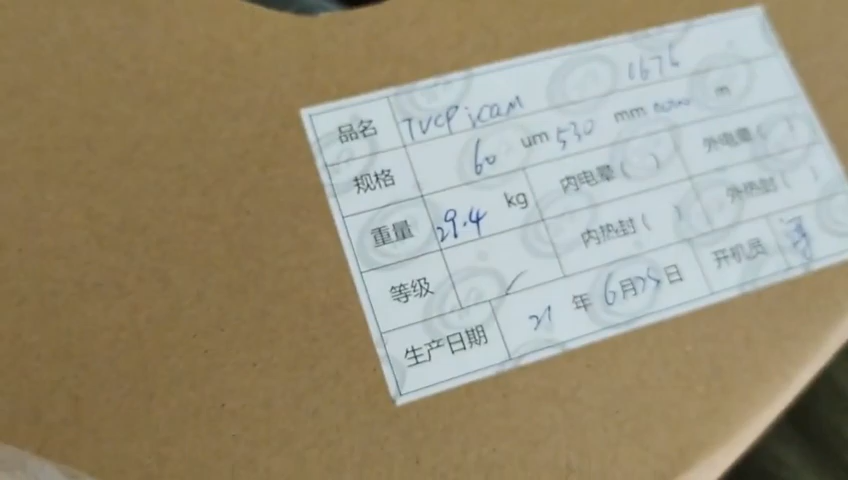 品名 TVCP icam 1676
规格 60 um 530 mm m
重量 29.4 kg 内电晕( ) 外电晕( )
等级 内热封( ) 外热封(
生产日期 21 年 6月25日 开机员